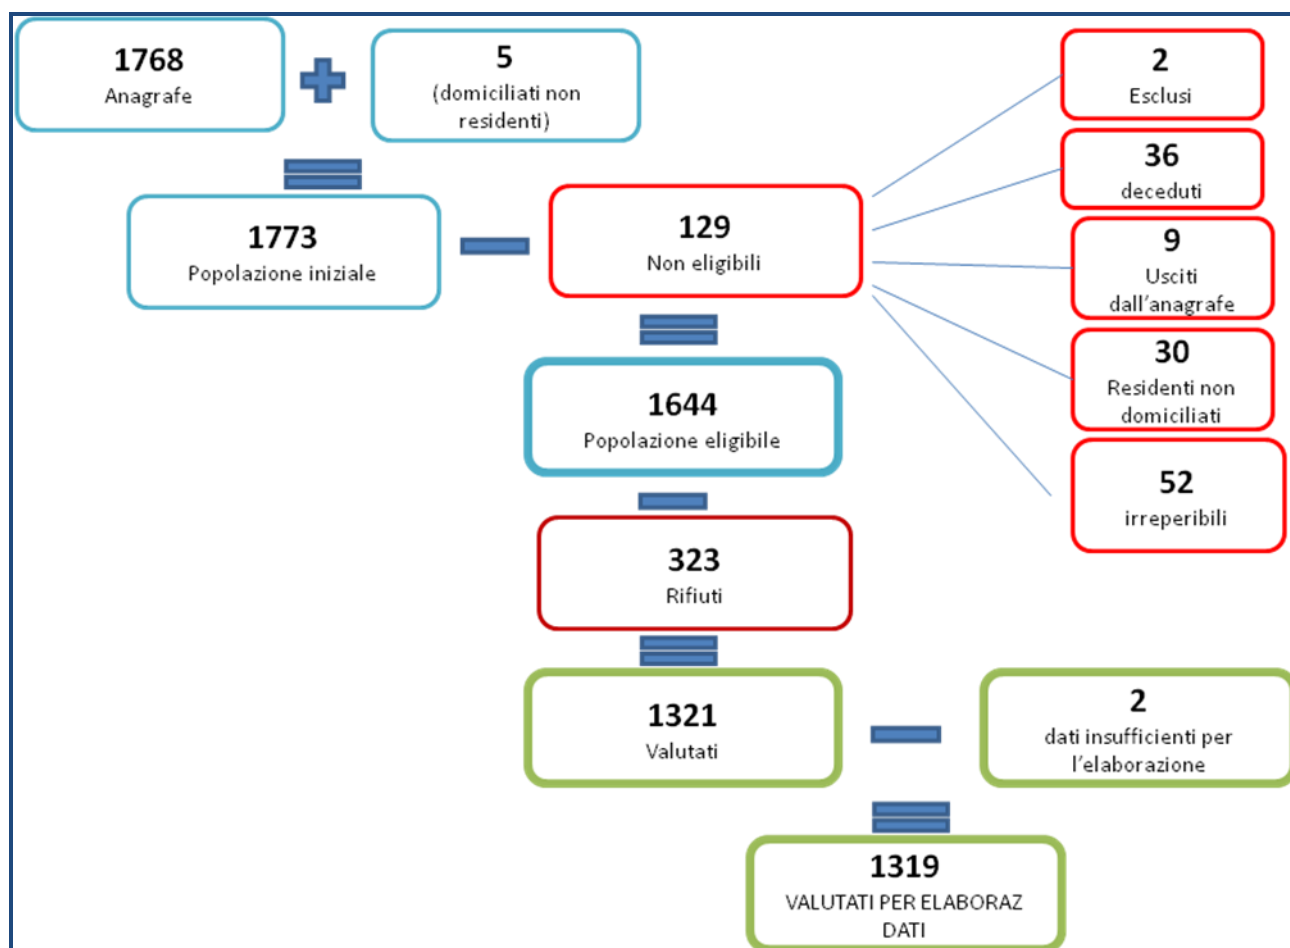 1768
Anagrafe
5
(domiciliati non
residenti)
1773
Popolazione iniziale
129
Non eligibili
2
Esclusi
36
deceduti
9
Usciti
dall'anagrafe
30
Residenti non
domiciliati
52
irreperibili
1644
Popolazione eligibile
323
Rifiuti
1321
Valutati
2
dati insufficienti per
l'elaborazione
1319
VALUTATI PER ELABORAZ
DATI